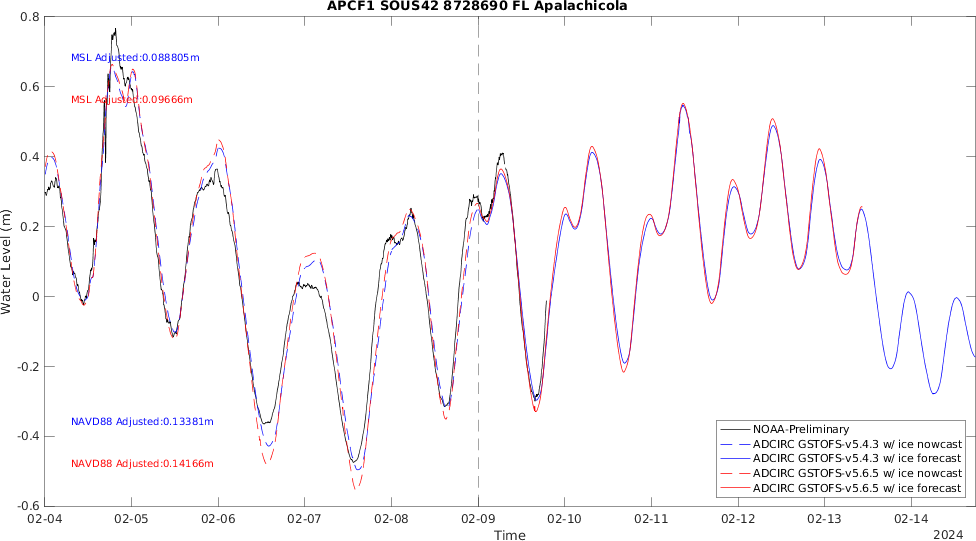 APCF1 SOUS42 8728690 FL Apalachicola
0.8
0.6
0.4
0.2
0
-0.2
-0.4
-0.6
Water Level (m)
MSL Adjusted:0.088805m
MSL Adjusted:0.09666m
NAVD88 Adjusted:0.13381m
NAVD88 Adjusted:0.14166m
NOAA-Preliminary
ADCIRC GSTOFS-v5.4.3 w/ ice nowcast
ADCIRC GSTOFS-v5.4.3 w/ ice forecast
ADCIRC GSTOFS-v5.6.5 w/ ice nowcast
ADCIRC GSTOFS-v5.6.5 w/ ice forecast
02-04 02-05 02-06 02-07 02-08 02-09 02-10 02-11 02-12 02-13 02-14
Time
2024